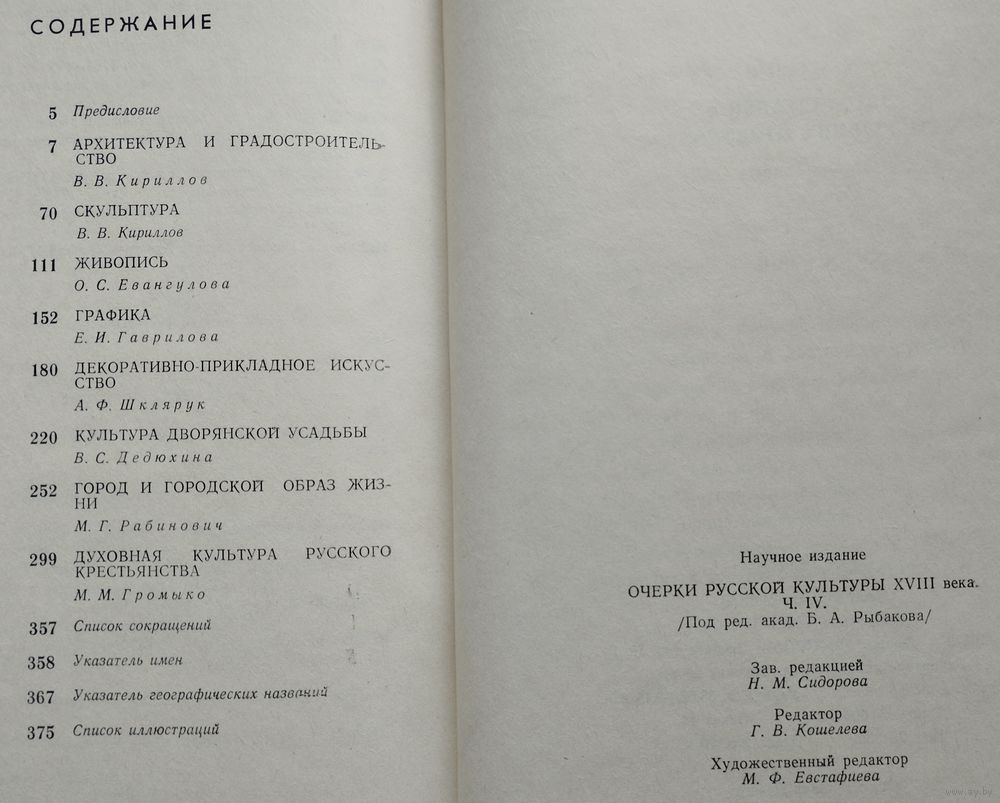 СОДЕРЖАНИЕ
5 Предисловие
7 АРХИТЕКТУРА И ГРАДОСТРОИТЕЛЬ-
СТВО
В. В. Кириллов
70 СКУЛЬПТУРА
В. В. Кириллов
111 ЖИВОПИСЬ
О. С. Евангулова
152 ГРАФИКА
Е. И. Гаврилова
180 ДЕКОРАТИВНО-ПРИКЛАДНОЕ ИСКУС-
СТВО
А. Ф. Шклярук
220 КУЛЬТУРА ДВОРЯНСКОЙ УСАДЬБЫ
В. С. Дедюхина
252 ГОРОД И ГОРОДСКОЙ ОБРАЗ ЖИЗ-
НИ
М. Г. Рабинович
299 ДУХОВНАЯ КУЛЬТУРА РУССКОГО
КРЕСТЬЯНСТВА
М. М. Громыко
357 Список сокращений
358 Указатель имен
367 Указатель географических названий
375 Список иллюстраций
Научное издание
ОЧЕРКИ РУССКОЙ КУЛЬТУРЫ XVIII века.
Ч. IV.
/Под ред. акад. Б. А. Рыбакова/
Зав. редакцией
Н. М. Сидорова
Редактор
Г. В. Кошелева
Художественный редактор
М. Ф. Евстафиева
www.ay.by